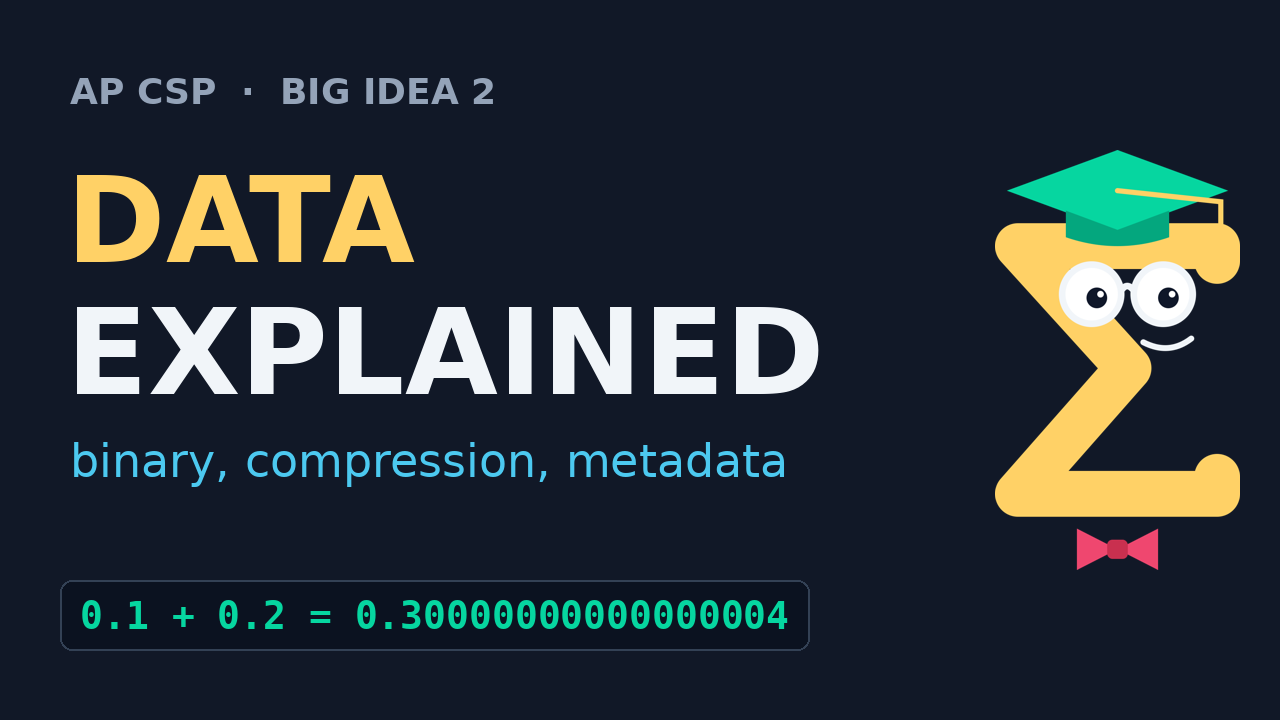 AP CSP · BIG IDEA 2
DATA
EXPLAINED
binary, compression, metadata
0.1 + 0.2 = 0.30000000000000004